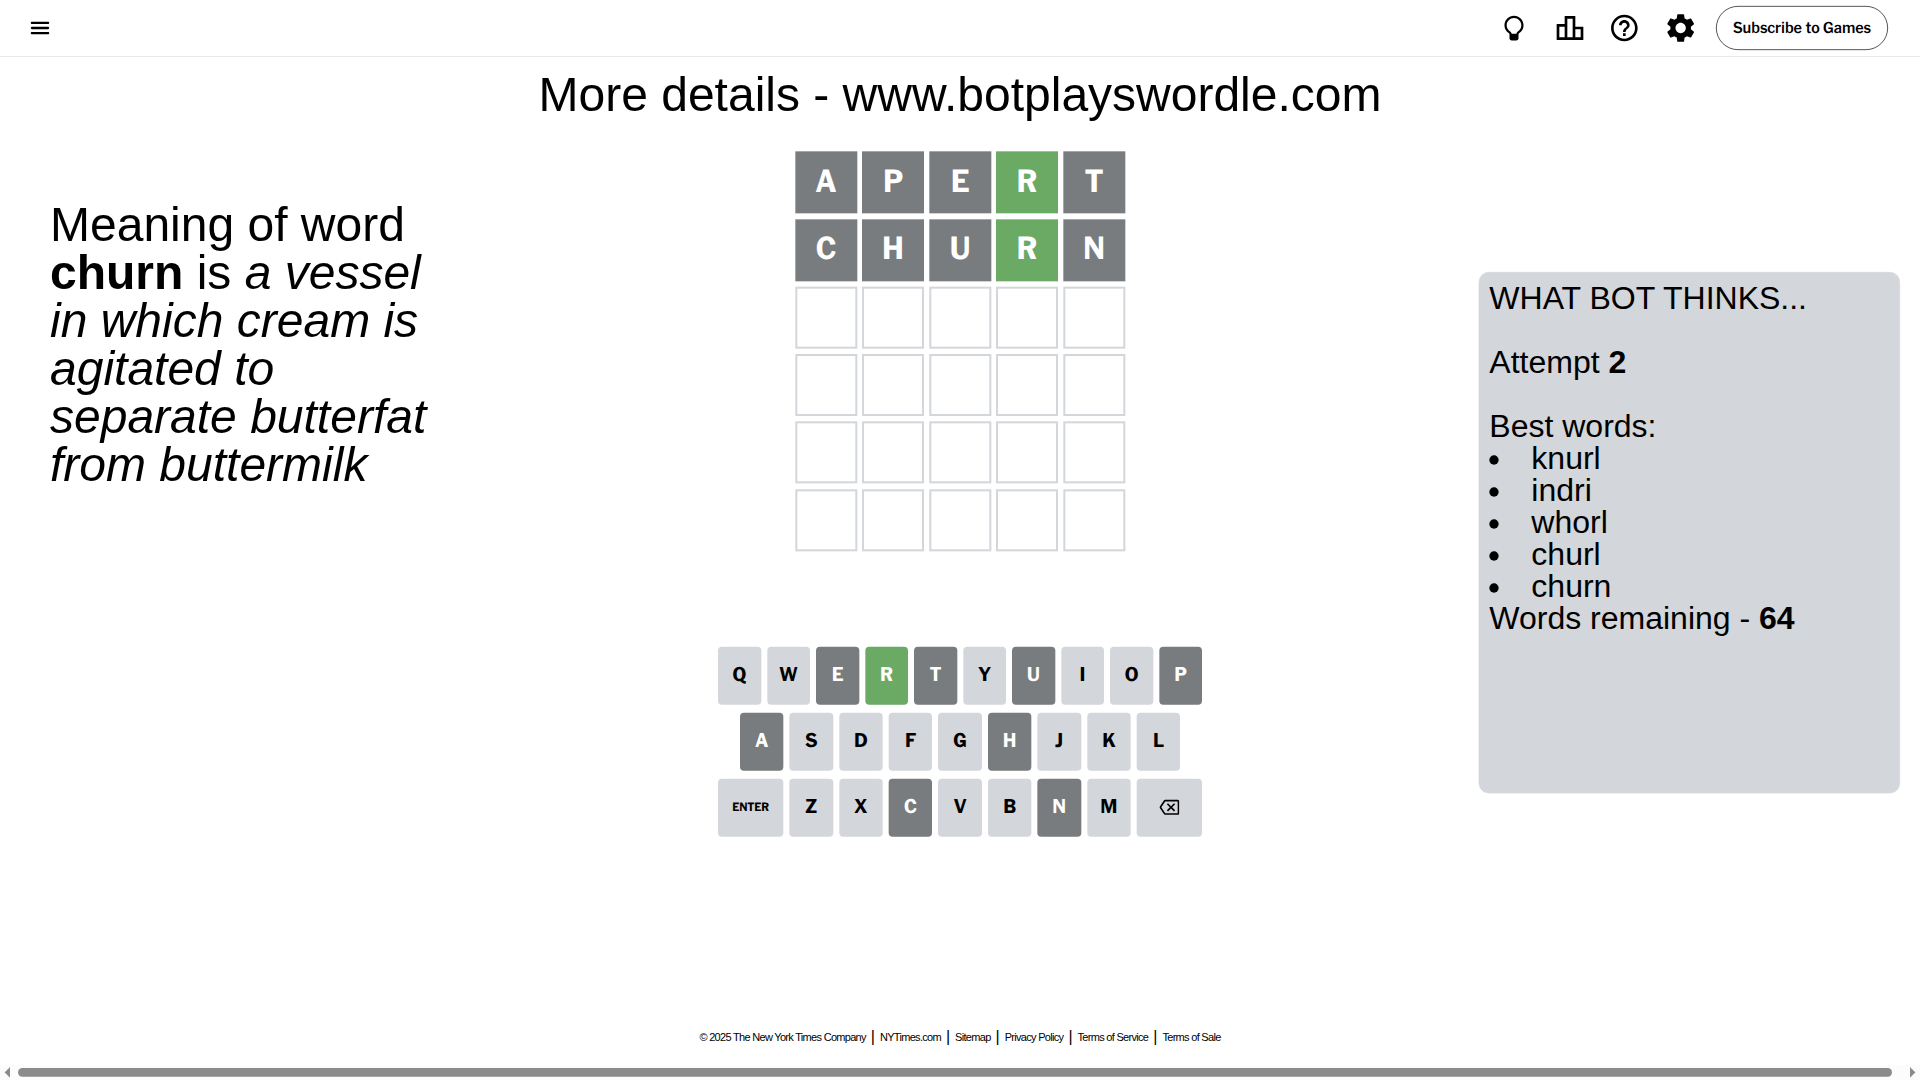 Subscribe to Games
More details - www.botplayswordle.com
Meaning of word
churn is a vessel
in which cream is
agitated to
separate butterfat
from buttermilk
A P E R T
C H U R N
WHAT BOT THINKS...
Attempt 2
Best words:
• knurl
• indri
• whorl
• churl
• churn
Words remaining - 64
Q W E R T Y U I O P
A S D F G H J K L
ENTER Z X C V B N M
© 2025 The New York Times Company | NYTimes.com | Sitemap | Privacy Policy | Terms of Service | Terms of Sale